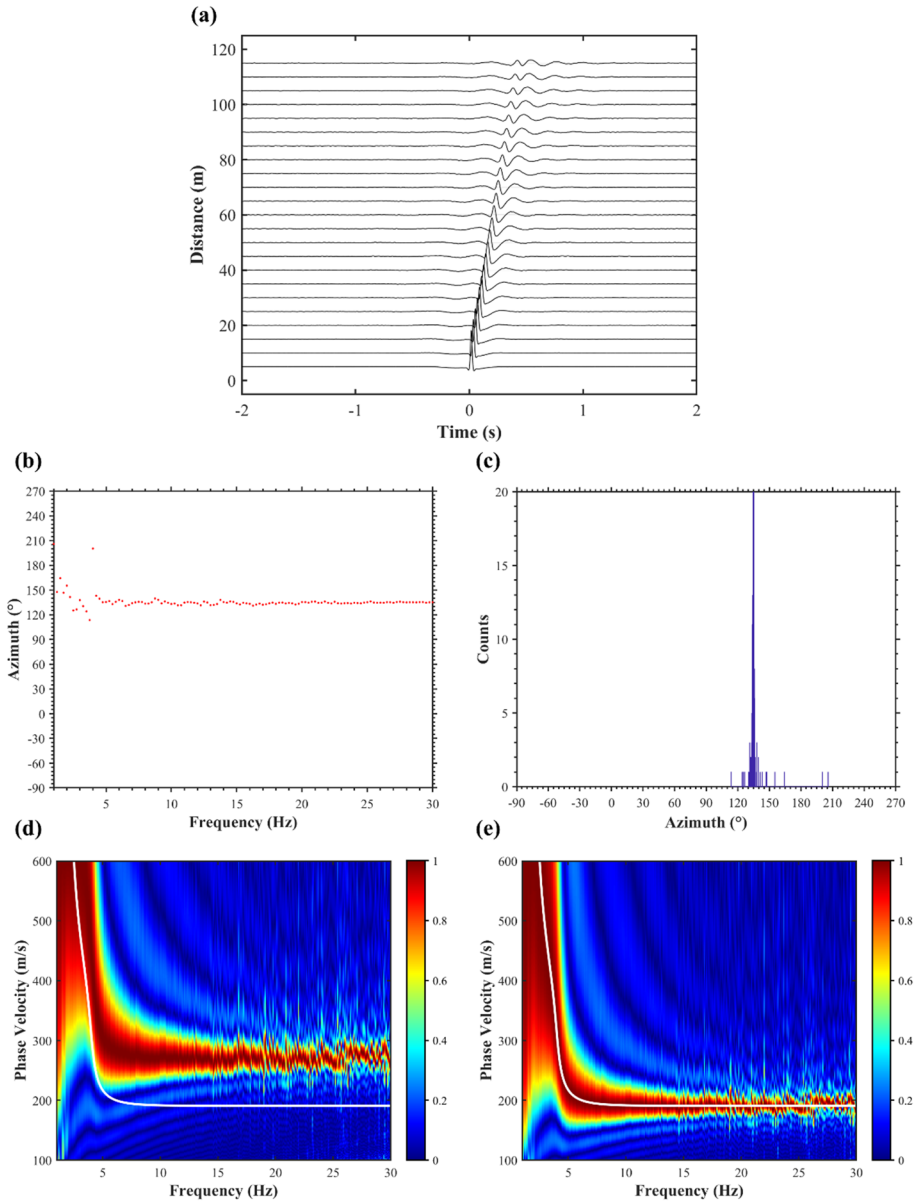 (a)
120
100
80
60
40
20
0
Distance (m)
-2 -1 0 1 2
Time (s)
(b)
270
240
210
180
150
120
90
60
30
0
-30
-60
-90
Azimuth (°)
5 10 15 20 25 30
Frequency (Hz)
(c)
20
15
10
5
0
Counts
-90 -60 -30 0 30 60 90 120 150 180 210 240 270
Azimuth (°)
(d)
600
500
400
300
200
100
Phase Velocity (m/s)
5 10 15 20 25 30
Frequency (Hz)
1
0.8
0.6
0.4
0.2
0
(e)
600
500
400
300
200
100
Phase Velocity (m/s)
5 10 15 20 25 30
Frequency (Hz)
1
0.8
0.6
0.4
0.2
0